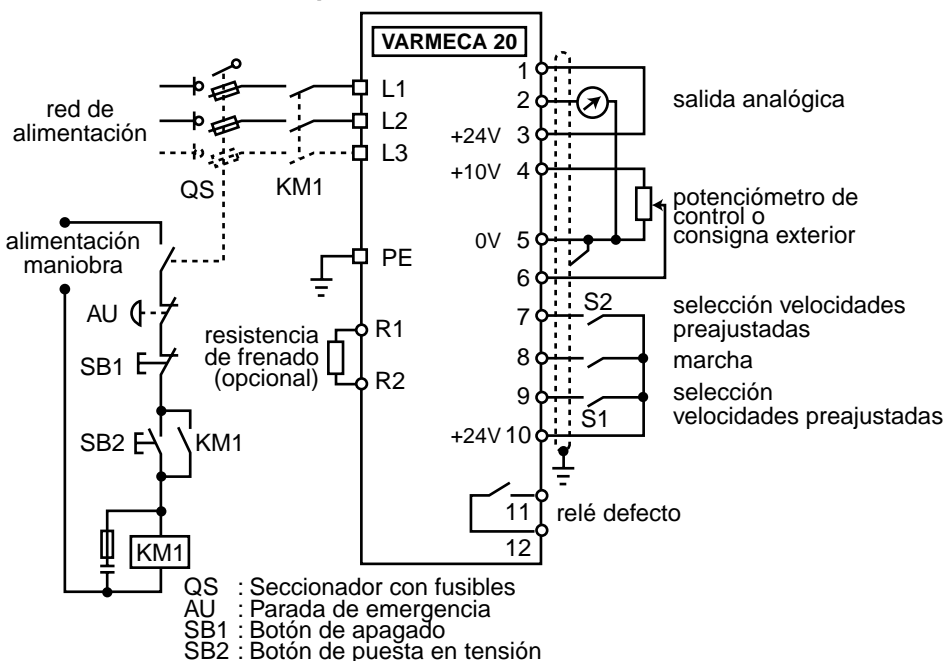 VARMECA 20
1
2
+24V 3
+10V 4
0V 5
6
7
8
9
+24V 10
11
12
L1
L2
L3
PE
R1
R2
red de
alimentación
QS
KM1
alimentación
maniobra
AU
SB1
SB2
KM1
KM1
resistencia
de frenado
(opcional)
salida analógica
potenciómetro de
control o
consigna exterior
S2
selección velocidades
preajustadas
marcha
selección
velocidades preajustadas
S1
relé defecto
QS : Seccionador con fusibles
AU : Parada de emergencia
SB1 : Botón de apagado
SB2 : Botón de puesta en tensión